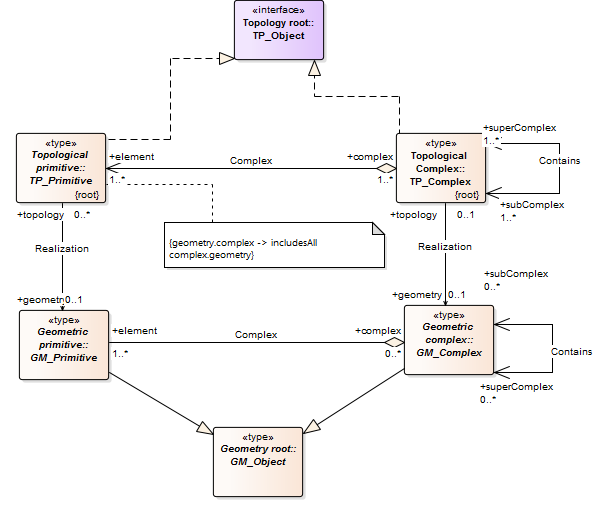 «interface»
Topology root::
TP_Object
«type»
Topological
primitive::
TP_Primitive
{root}
+element
1..*
Complex
+complex
1..*
«type»
Topological
Complex::
TP_Complex
{root}
+superComplex
1..*
Contains
+subComplex
1..*
+topology 0..*
Realization
+geometr 0..1
{geometry.complex -> includesAll
complex.geometry}
+topology 0..1
Realization
+geometry 0..1
+subComplex
0..*
«type»
Geometric
primitive::
GM_Primitive
+element
1..*
Complex
+complex
0..*
«type»
Geometric
complex::
GM_Complex
Contains
+superComplex
0..*
«type»
Geometry root::
GM_Object